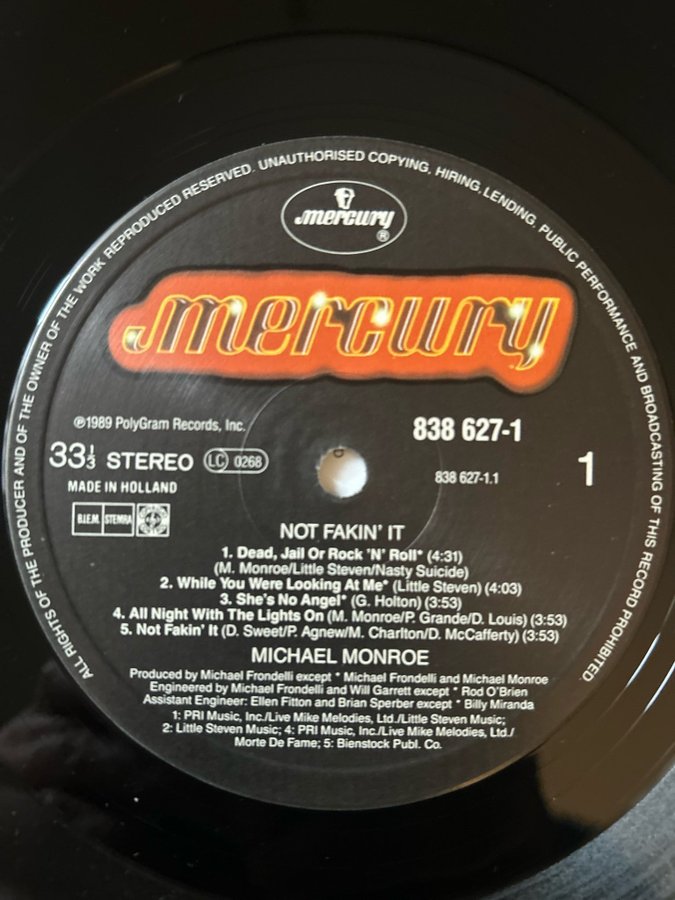 ALL RIGHTS OF THE PRODUCER AND OF THE OWNER OF THE WORK REPRODUCED RESERVED. UNAUTHORISED COPYING, HIRING, LENDING, PUBLIC PERFORMANCE AND BROADCASTING OF THIS RECORD PROHIBITED.
mercury ®
mercury
℗1989 PolyGram Records, Inc.
838 627-1
33⅓ STEREO LC 0268
838 627-1.1
1
MADE IN HOLLAND
B.I.E.M. STEMRA
NOT FAKIN' IT
1. Dead, Jail Or Rock 'N' Roll* (4:31)
(M. Monroe/Little Steven/Nasty Suicide)
2. While You Were Looking At Me* (Little Steven) (4:03)
3. She's No Angel* (G. Holton) (3:53)
4. All Night With The Lights On (M. Monroe/P. Grande/D. Louis) (3:53)
5. Not Fakin' It (D. Sweet/P. Agnew/M. Charlton/D. McCafferty) (3:53)
MICHAEL MONROE
Produced by Michael Frondelli except * Michael Frondelli and Michael Monroe
Engineered by Michael Frondelli and Will Garrett except * Rod O'Brien
Assistant Engineer: Ellen Fitton and Brian Sperber except * Billy Miranda
1: PRI Music, Inc./Live Mike Melodies, Ltd./Little Steven Music;
2: Little Steven Music; 4: PRI Music, Inc./Live Mike Melodies, Ltd./
Morte De Fame; 5: Bienstock Publ. Co.